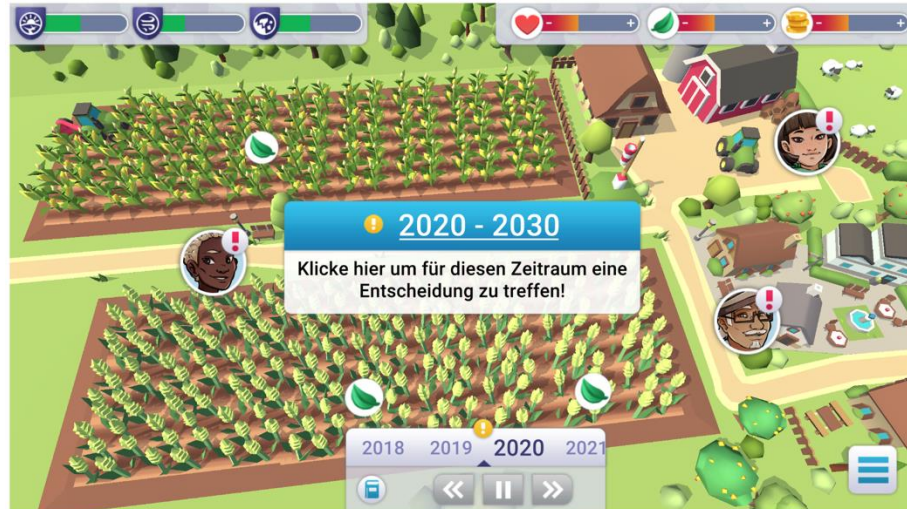 2020 - 2030
Klicke hier um für diesen Zeitraum eine
Entscheidung zu treffen!
2018 2019 2020 2021